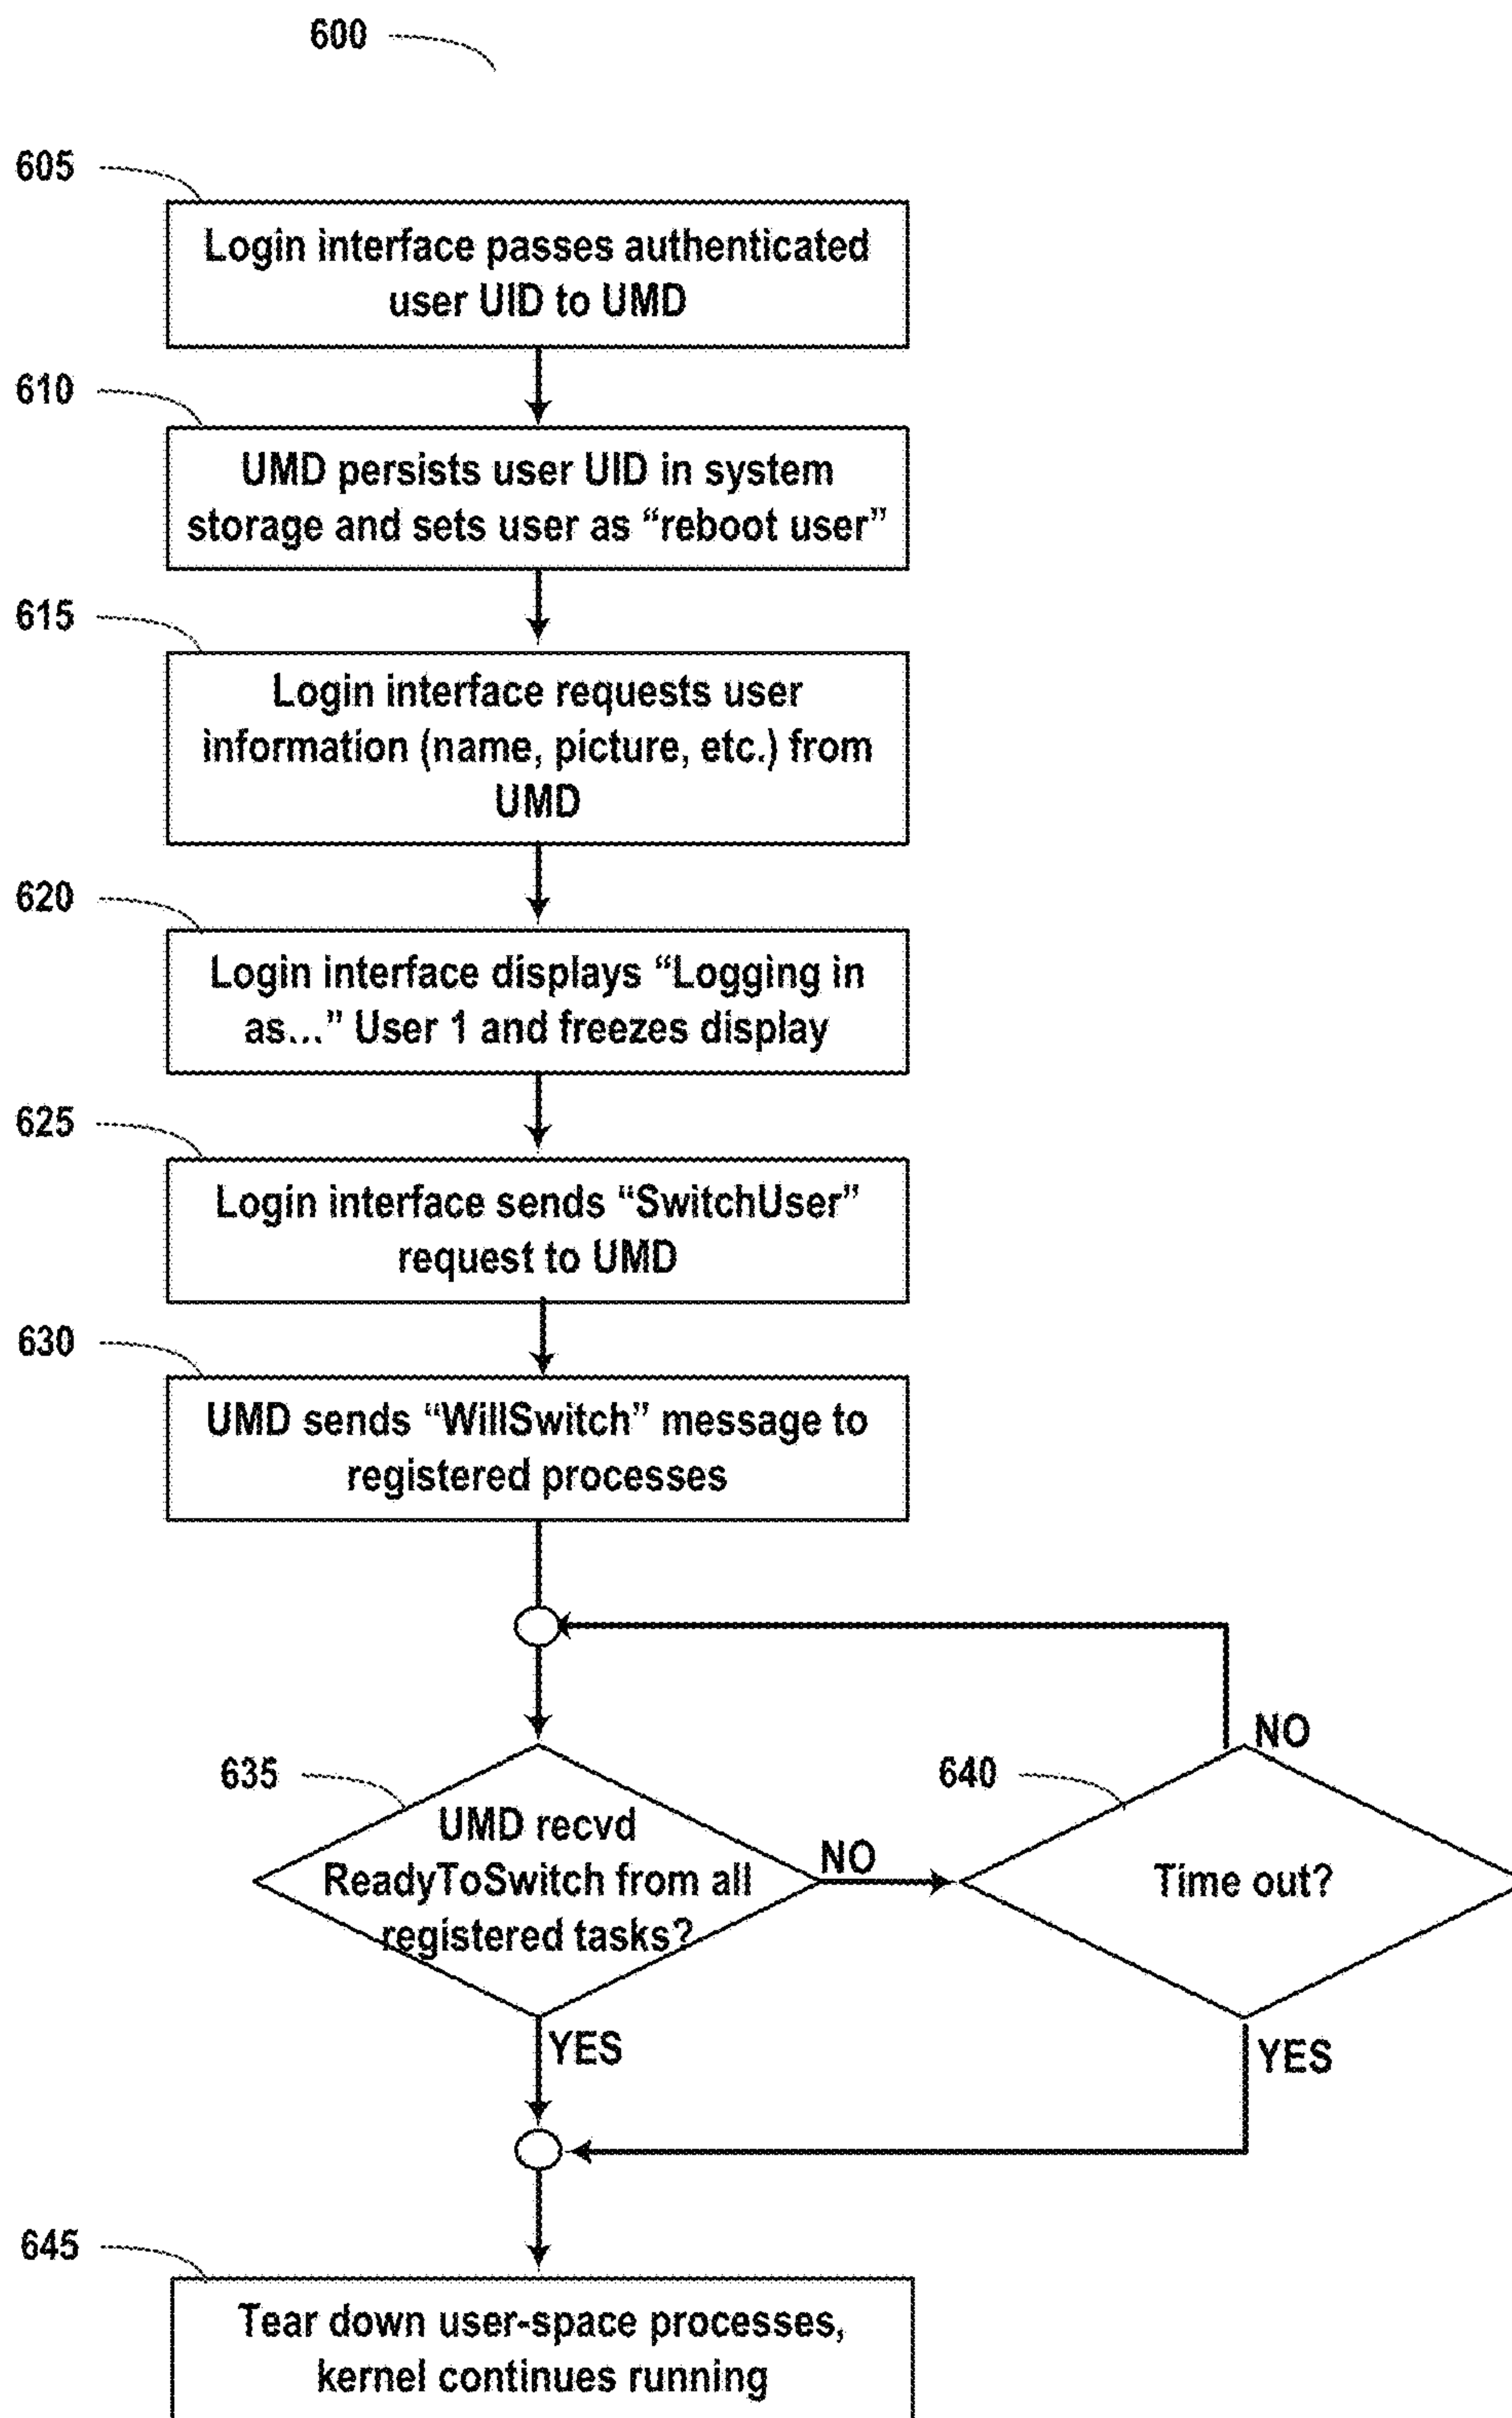 600
605
Login interface passes authenticated
user UID to UMD
610
UMD persists user UID in system
storage and sets user as “reboot user”
615
Login interface requests user
information (name, picture, etc.) from
UMD
620
Login interface displays “Logging in
as...” User 1 and freezes display
625
Login interface sends “SwitchUser”
request to UMD
630
UMD sends “WillSwitch” message to
registered processes
635
UMD recvd
ReadyToSwitch from all
registered tasks?
NO
640
Time out?
NO
YES
YES
645
Tear down user-space processes,
kernel continues running